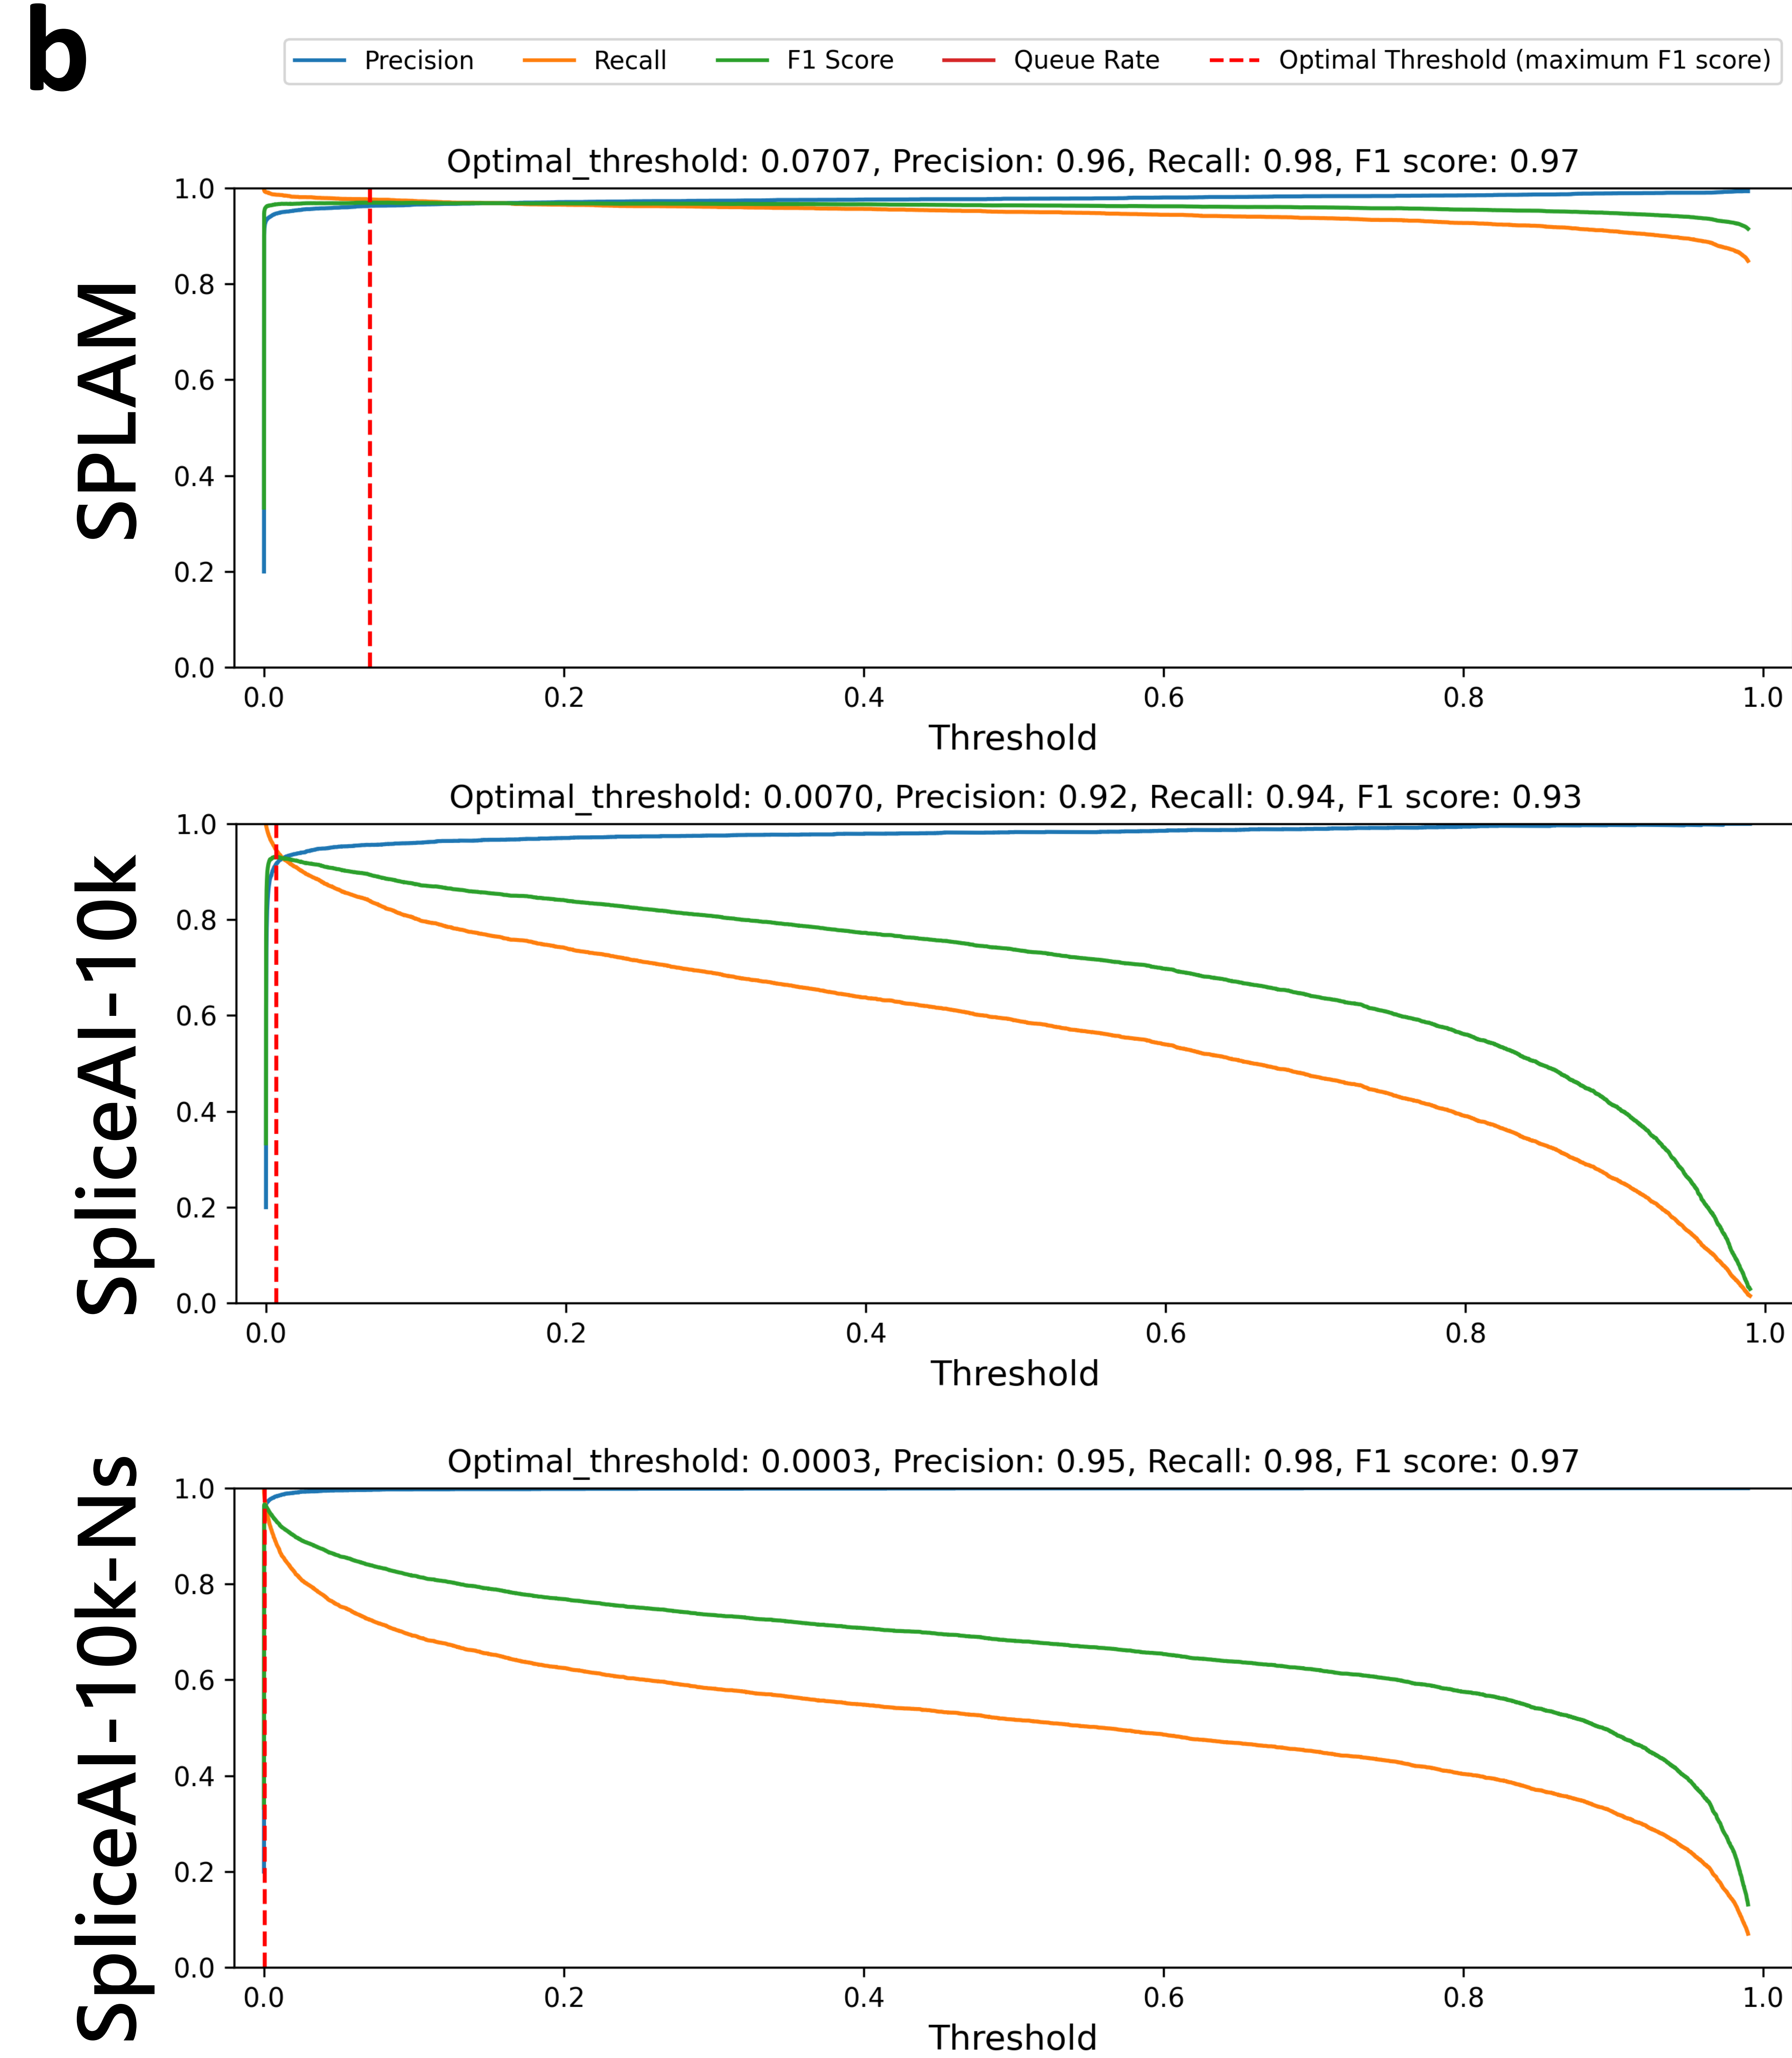 b
Precision Recall F1 Score Queue Rate Optimal Threshold (maximum F1 score)
SPLAM
Optimal_threshold: 0.0707, Precision: 0.96, Recall: 0.98, F1 score: 0.97
1.0
0.8
0.6
0.4
0.2
0.0
0.0 0.2 0.4 0.6 0.8 1.0
Threshold
SpliceAI-10k
Optimal_threshold: 0.0070, Precision: 0.92, Recall: 0.94, F1 score: 0.93
1.0
0.8
0.6
0.4
0.2
0.0
0.0 0.2 0.4 0.6 0.8 1.0
Threshold
SpliceAI-10k-Ns
Optimal_threshold: 0.0003, Precision: 0.95, Recall: 0.98, F1 score: 0.97
1.0
0.8
0.6
0.4
0.2
0.0
0.0 0.2 0.4 0.6 0.8 1.0
Threshold